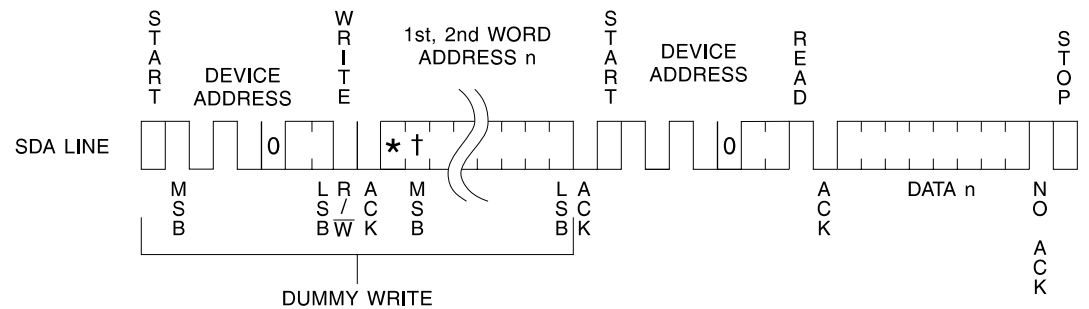 START
DEVICE
ADDRESS
WRITE
1st, 2nd WORD
ADDRESS n
START
DEVICE
ADDRESS
READ
STOP
SDA LINE
0
* †
0
MSB
LSB
R/W
ACK
MSB
LSB
ACK
ACK
DATA n
NO ACK
DUMMY WRITE